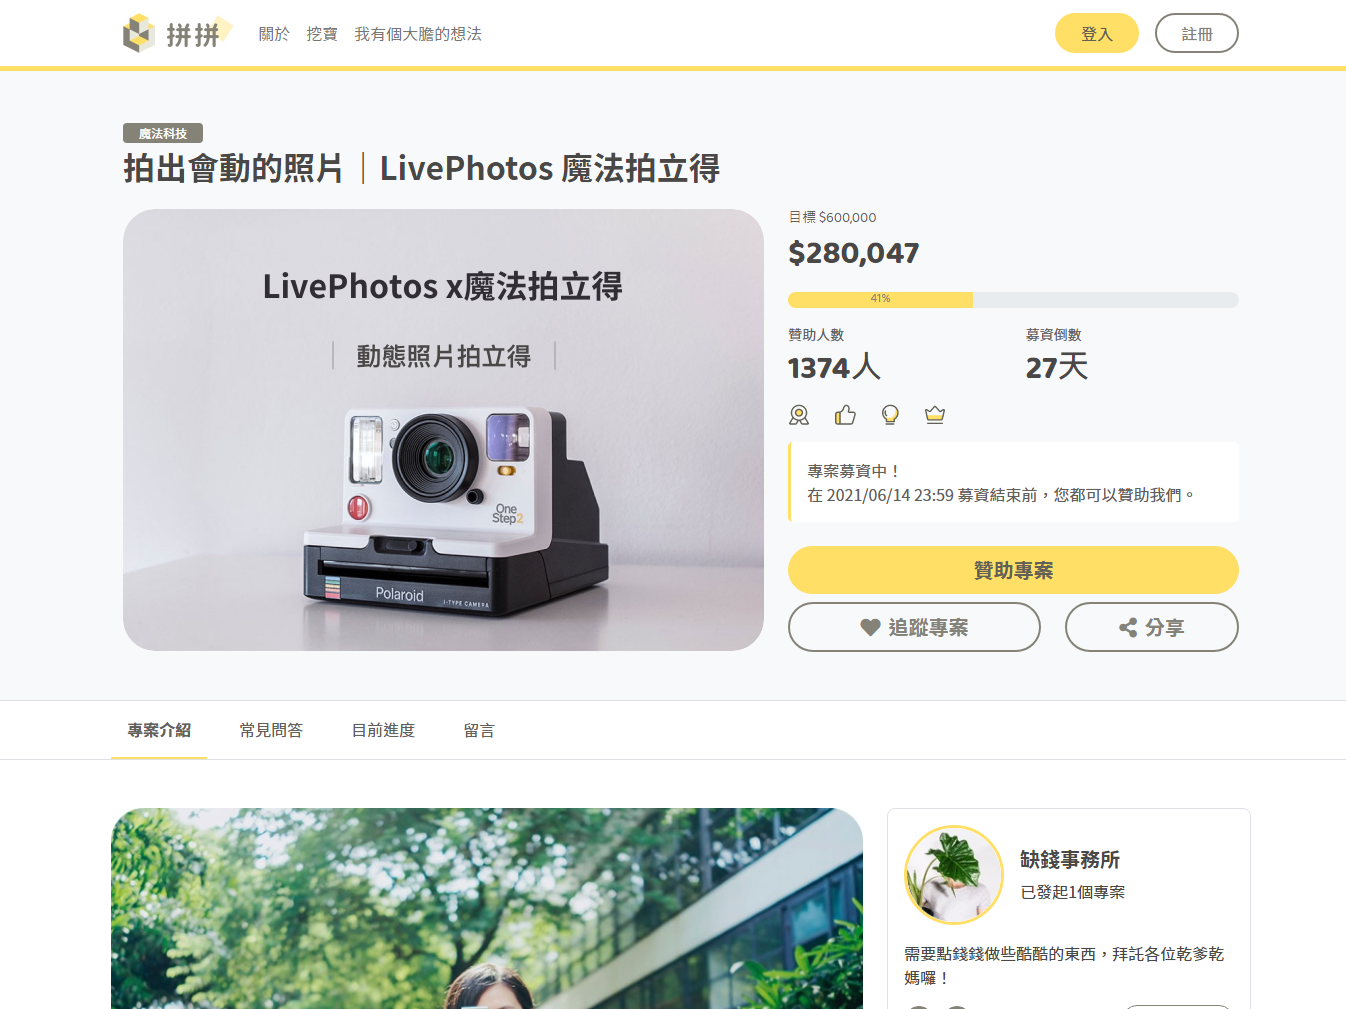 拼拼
關於 挖寶 我有個大膽的想法
登入 註冊
魔法科技
拍出會動的照片｜LivePhotos 魔法拍立得
LivePhotos x魔法拍立得
｜ 動態照片拍立得 ｜
One
Step2
Polaroid
I-TYPE CAMERA
目標 $600,000
$280,047
41%
贊助人數 募資倒數
1374人 27天
專案募資中！
在 2021/06/14 23:59 募資結束前，您都可以贊助我們。
贊助專案
追蹤專案 分享
專案介紹 常見問答 目前進度 留言
缺錢事務所
已發起1個專案
需要點錢錢做些酷酷的東西，拜託各位乾爹乾
媽囉！